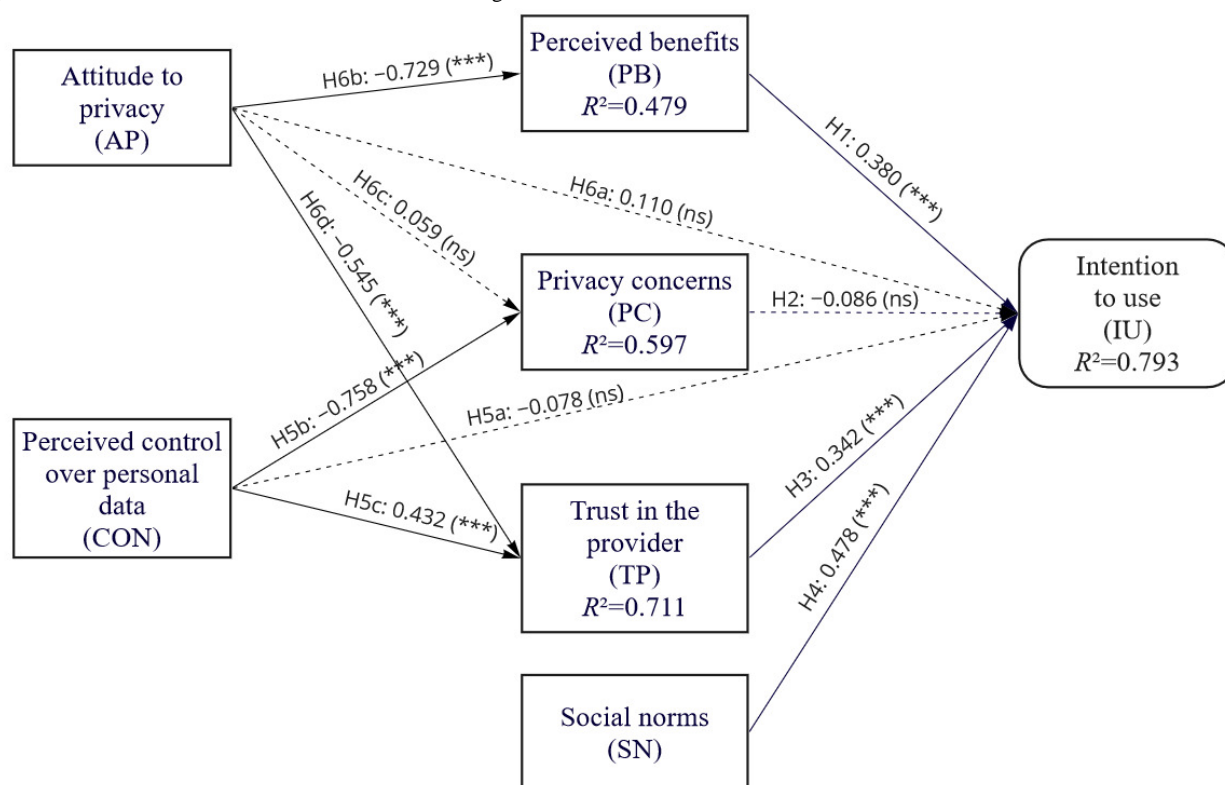 Attitude to
privacy
(AP)
H6b: −0.729 (***)
Perceived benefits
(PB)
R²=0.479
H1: 0.380 (***)
H6a: 0.110 (ns)
H6c: 0.059 (ns)
H6d: −0.545 (***)
Privacy concerns
(PC)
R²=0.597
H2: −0.086 (ns)
Intention
to use
(IU)
R²=0.793
H5b: −0.758 (***)
H5a: −0.078 (ns)
Perceived control
over personal
data
(CON)
H5c: 0.432 (***)
Trust in the
provider
(TP)
R²=0.711
H3: 0.342 (***)
H4: 0.478 (***)
Social norms
(SN)